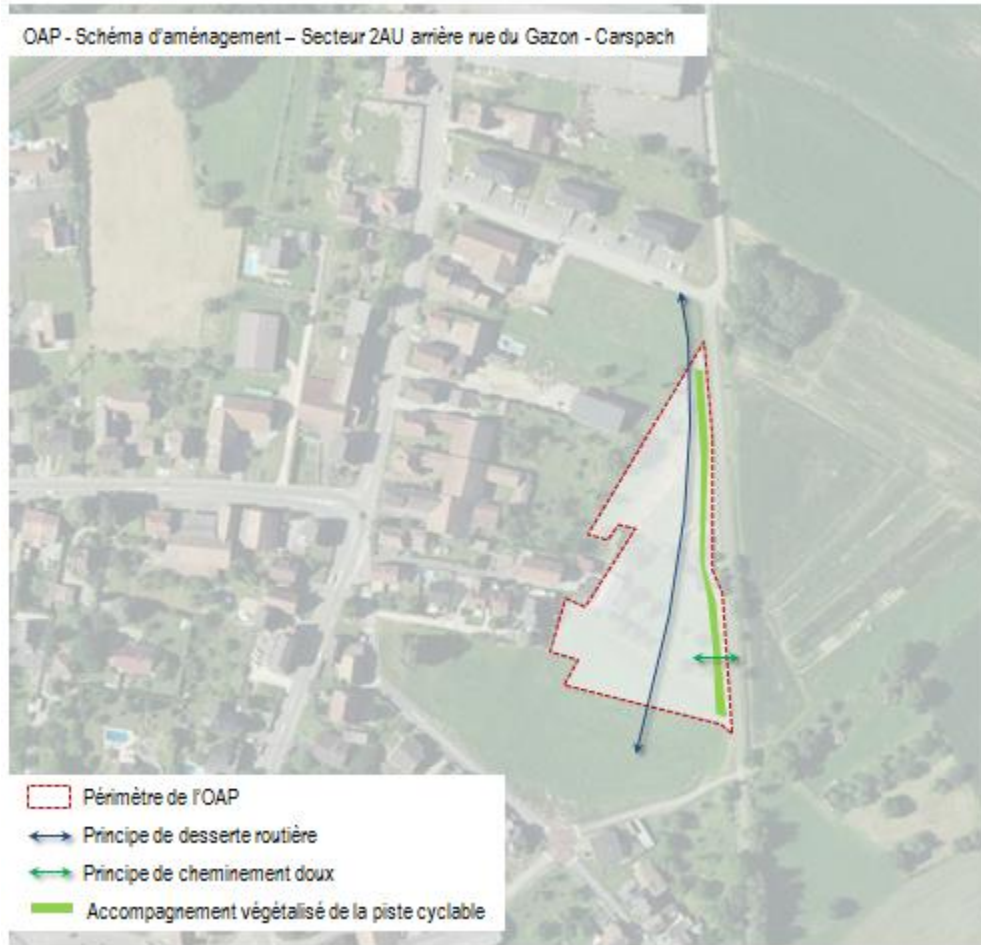 OAP - Schéma d'aménagement – Secteur 2AU arrière rue du Gazon - Carspach
Périmètre de l'OAP
Principe de desserte routière
Principe de cheminement doux
Accompagnement végétalisé de la piste cyclable